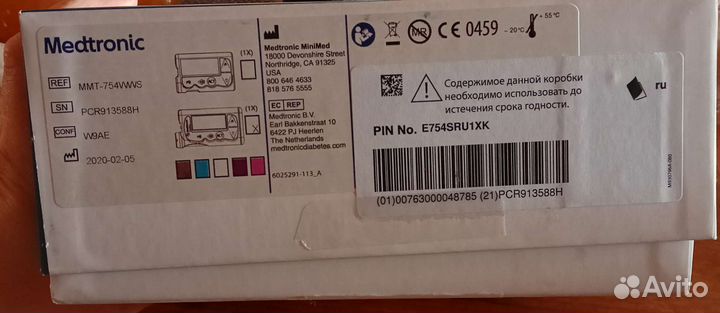 Medtronic
REF MMT-754WWS
SN PCR913588H
CONF W9AE
2020-02-05
(1X)
(1X)
Medtronic MiniMed
18000 Devonshire Street
Northridge, CA 91325
USA
800 646 4633
818 576 5555
EC REP
Medtronic B.V.
Earl Bakkenstraat 10
6422 PJ Heerlen
The Netherlands
medtronicdiabetes.com
6025291-113_A
MR
CE 0459
-20°C
+55°C
Содержимое данной коробки
необходимо использовать до
истечения срока годности.
ru
PIN No. E754SRU1XK
(01)00763000048785 (21)PCR913588H
Avito